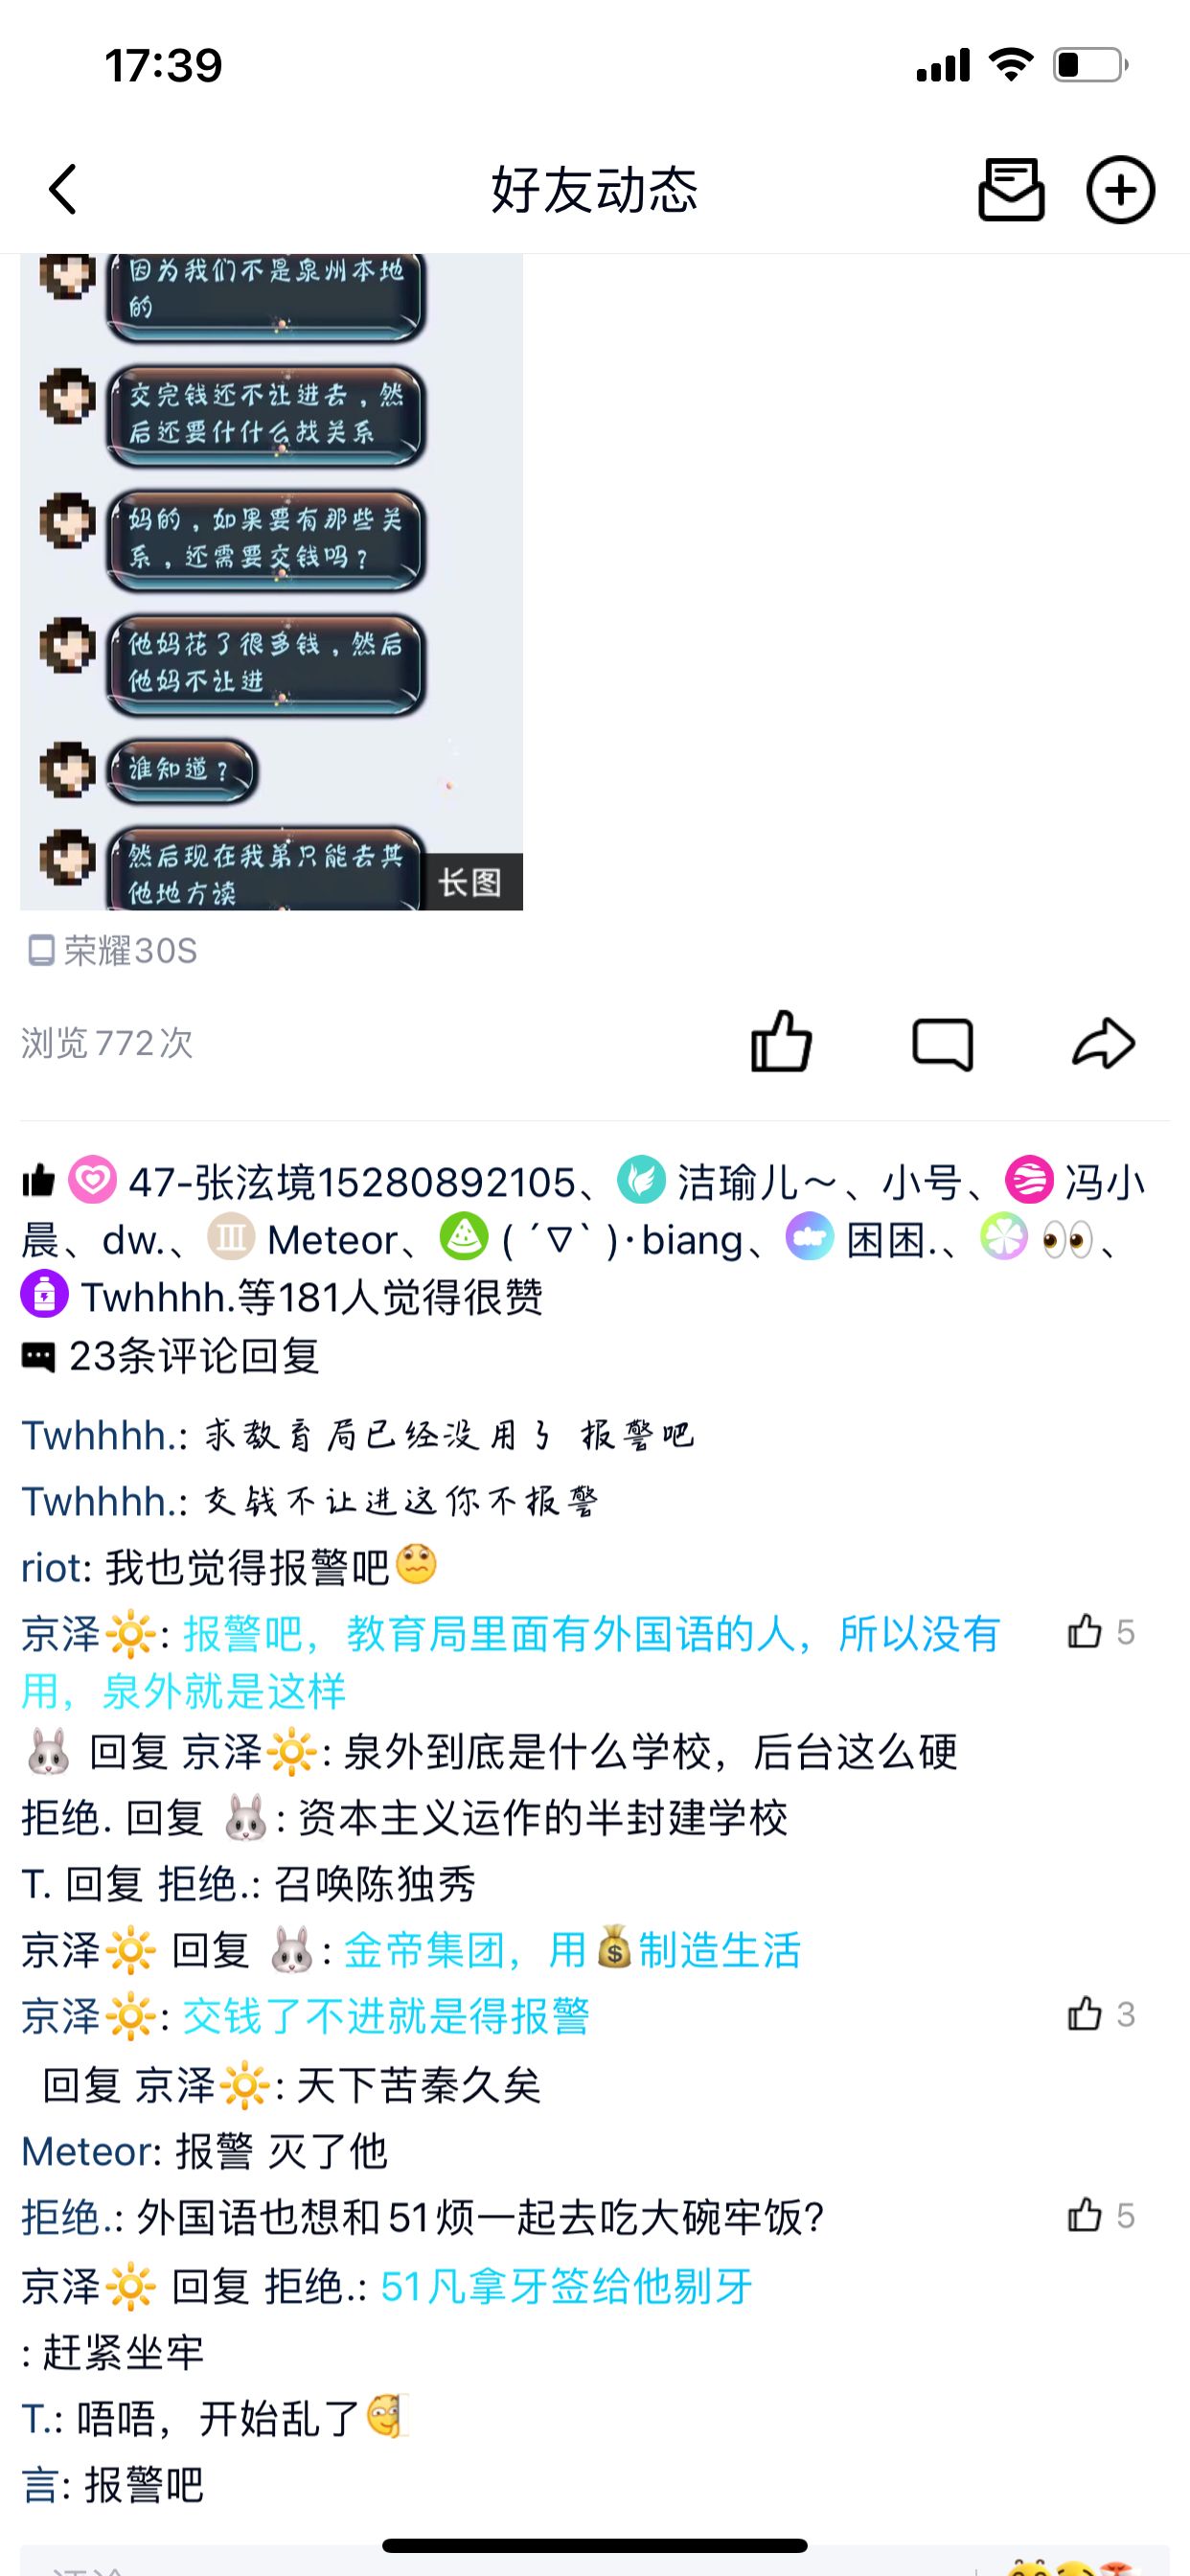 17:39
好友动态
因为我们不是泉州本地
的
交完钱还不让进去，然
后还要什什么找关系
妈的，如果要有那些关
系，还需要交钱吗？
他妈花了很多钱，然后
他妈不让进
谁知道？
然后现在我弟只能去其
他地方读
长图
荣耀30S
浏览772次
47-张泫境15280892105、洁瑜儿～、小号、冯小
晨、dw.、Meteor、( ´▽` )·biang、困困.、👀、
Twhhhh.等181人觉得很赞
23条评论回复
Twhhhh.: 求教育局已经没用了 报警吧
Twhhhh.: 交钱不让进这你不报警
riot: 我也觉得报警吧😟
京泽🔆: 报警吧，教育局里面有外国语的人，所以没有 5
用，泉外就是这样
🐰 回复 京泽🔆: 泉外到底是什么学校，后台这么硬
拒绝. 回复 🐰: 资本主义运作的半封建学校
T. 回复 拒绝.: 召唤陈独秀
京泽🔆 回复 🐰: 金帝集团，用💰制造生活
京泽🔆: 交钱了不进就是得报警 3
回复 京泽🔆: 天下苦秦久矣
Meteor: 报警 灭了他
拒绝.: 外国语也想和51烦一起去吃大碗牢饭? 5
京泽🔆 回复 拒绝.: 51凡拿牙签给他剔牙
: 赶紧坐牢
T.: 唔唔，开始乱了
言: 报警吧